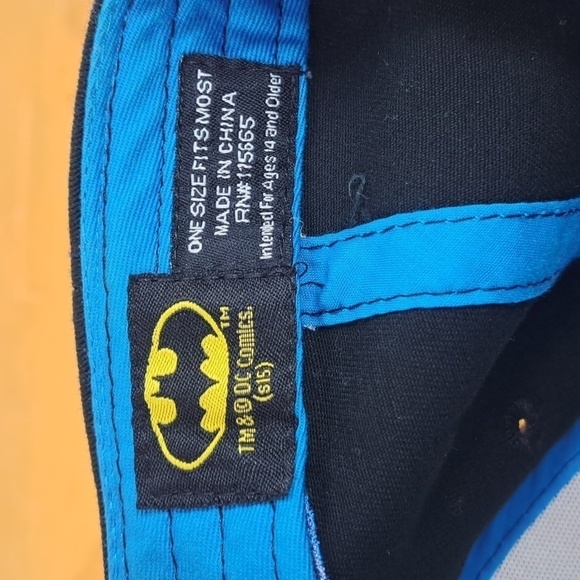 ONE SIZE FITS MOST
MADE IN CHINA
RN# 115665
Intended For Ages 14 and Older
TM
TM & © DC Comics.
(s15)